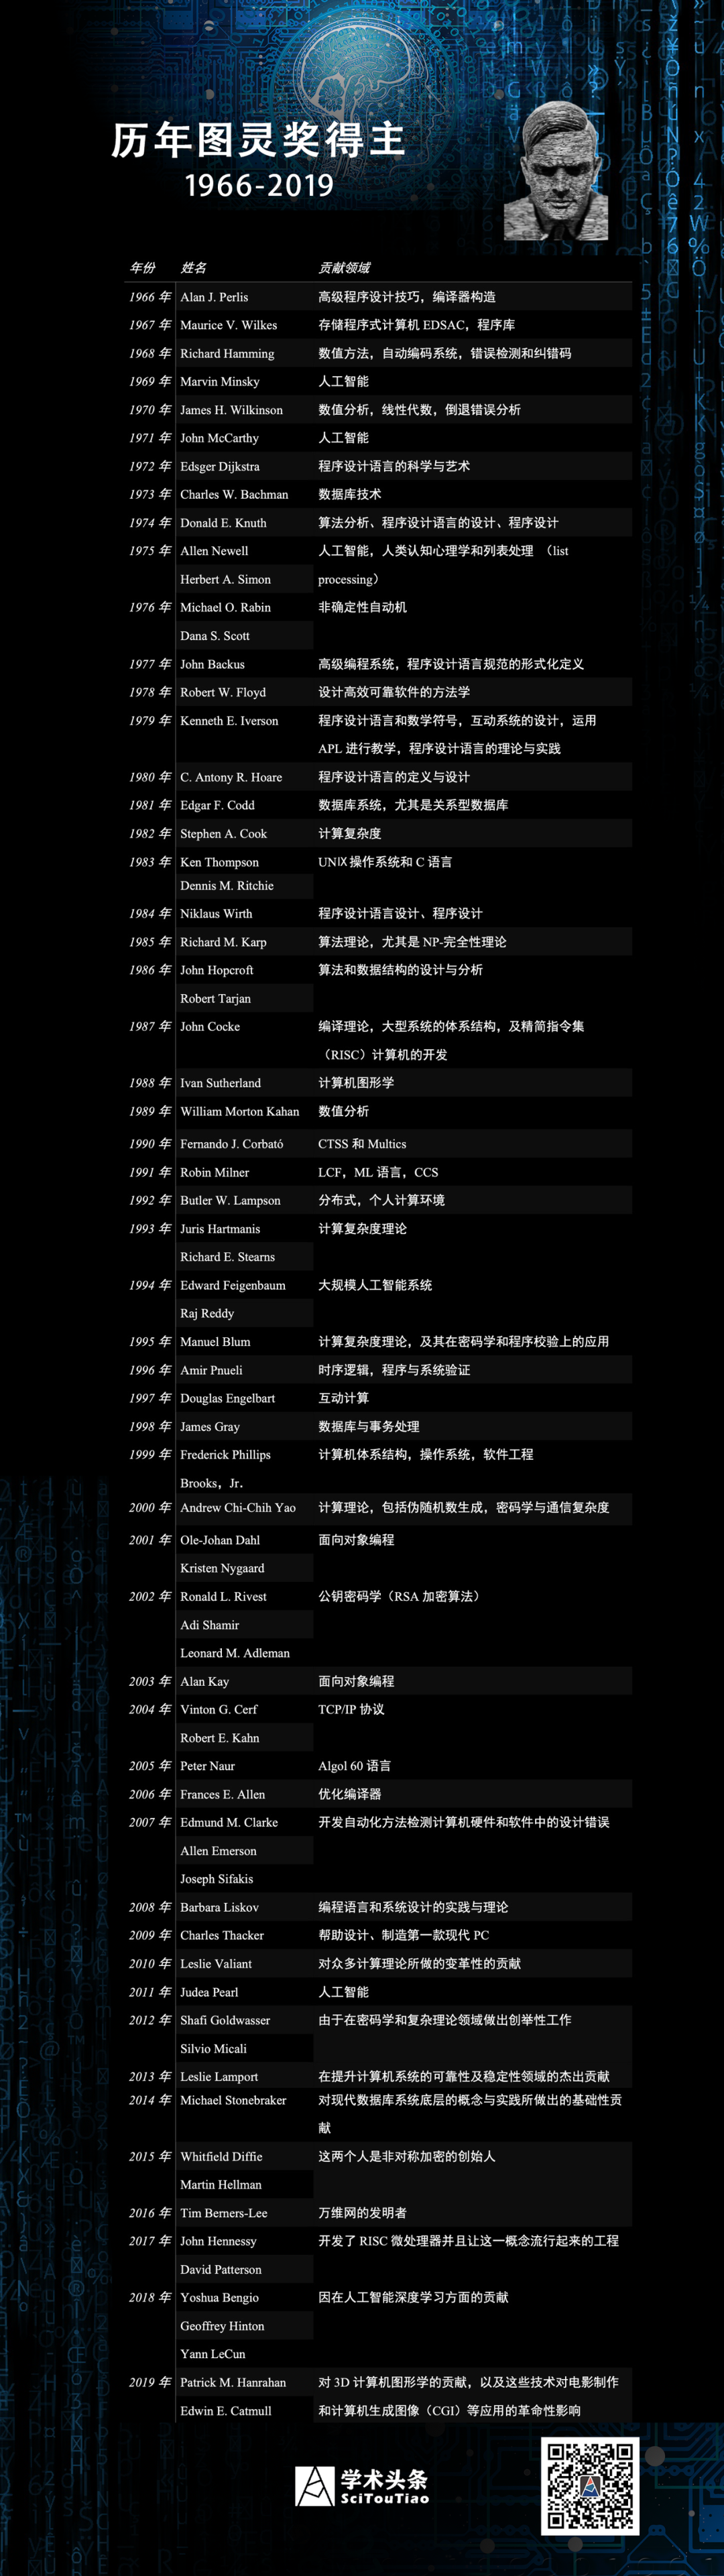 历年图灵奖得主
1966-2019
年份 姓名 贡献领域
1966 年 Alan J. Perlis 高级程序设计技巧，编译器构造
1967 年 Maurice V. Wilkes 存储程序式计算机 EDSAC，程序库
1968 年 Richard Hamming 数值方法，自动编码系统，错误检测和纠错码
1969 年 Marvin Minsky 人工智能
1970 年 James H. Wilkinson 数值分析，线性代数，倒退错误分析
1971 年 John McCarthy 人工智能
1972 年 Edsger Dijkstra 程序设计语言的科学与艺术
1973 年 Charles W. Bachman 数据库技术
1974 年 Donald E. Knuth 算法分析、程序设计语言的设计、程序设计
1975 年 Allen Newell 人工智能，人类认知心理学和列表处理 （list
Herbert A. Simon processing）
1976 年 Michael O. Rabin 非确定性自动机
Dana S. Scott
1977 年 John Backus 高级编程系统，程序设计语言规范的形式化定义
1978 年 Robert W. Floyd 设计高效可靠软件的方法学
1979 年 Kenneth E. Iverson 程序设计语言和数学符号，互动系统的设计，运用
APL 进行教学，程序设计语言的理论与实践
1980 年 C. Antony R. Hoare 程序设计语言的定义与设计
1981 年 Edgar F. Codd 数据库系统，尤其是关系型数据库
1982 年 Stephen A. Cook 计算复杂度
1983 年 Ken Thompson UNⅨ 操作系统和 C 语言
Dennis M. Ritchie
1984 年 Niklaus Wirth 程序设计语言设计、程序设计
1985 年 Richard M. Karp 算法理论，尤其是 NP-完全性理论
1986 年 John Hopcroft 算法和数据结构的设计与分析
Robert Tarjan
1987 年 John Cocke 编译理论，大型系统的体系结构，及精简指令集
（RISC）计算机的开发
1988 年 Ivan Sutherland 计算机图形学
1989 年 William Morton Kahan 数值分析
1990 年 Fernando J. Corbató CTSS 和 Multics
1991 年 Robin Milner LCF，ML 语言，CCS
1992 年 Butler W. Lampson 分布式，个人计算环境
1993 年 Juris Hartmanis 计算复杂度理论
Richard E. Stearns
1994 年 Edward Feigenbaum 大规模人工智能系统
Raj Reddy
1995 年 Manuel Blum 计算复杂度理论，及其在密码学和程序校验上的应用
1996 年 Amir Pnueli 时序逻辑，程序与系统验证
1997 年 Douglas Engelbart 互动计算
1998 年 James Gray 数据库与事务处理
1999 年 Frederick Phillips 计算机体系结构，操作系统，软件工程
Brooks，Jr.
2000 年 Andrew Chi-Chih Yao 计算理论，包括伪随机数生成，密码学与通信复杂度
2001 年 Ole-Johan Dahl 面向对象编程
Kristen Nygaard
2002 年 Ronald L. Rivest 公钥密码学（RSA 加密算法）
Adi Shamir
Leonard M. Adleman
2003 年 Alan Kay 面向对象编程
2004 年 Vinton G. Cerf TCP/IP 协议
Robert E. Kahn
2005 年 Peter Naur Algol 60 语言
2006 年 Frances E. Allen 优化编译器
2007 年 Edmund M. Clarke 开发自动化方法检测计算机硬件和软件中的设计错误
Allen Emerson
Joseph Sifakis
2008 年 Barbara Liskov 编程语言和系统设计的实践与理论
2009 年 Charles Thacker 帮助设计、制造第一款现代 PC
2010 年 Leslie Valiant 对众多计算理论所做的变革性的贡献
2011 年 Judea Pearl 人工智能
2012 年 Shafi Goldwasser 由于在密码学和复杂理论领域做出创举性工作
Silvio Micali
2013 年 Leslie Lamport 在提升计算机系统的可靠性及稳定性领域的杰出贡献
2014 年 Michael Stonebraker 对现代数据库系统底层的概念与实践所做出的基础性贡
献
2015 年 Whitfield Diffie 这两个人是非对称加密的创始人
Martin Hellman
2016 年 Tim Berners-Lee 万维网的发明者
2017 年 John Hennessy 开发了 RISC 微处理器并且让这一概念流行起来的工程
David Patterson
2018 年 Yoshua Bengio 因在人工智能深度学习方面的贡献
Geoffrey Hinton
Yann LeCun
2019 年 Patrick M. Hanrahan 对 3D 计算机图形学的贡献，以及这些技术对电影制作
Edwin E. Catmull 和计算机生成图像（CGI）等应用的革命性影响
学术头条
SciTouTiao